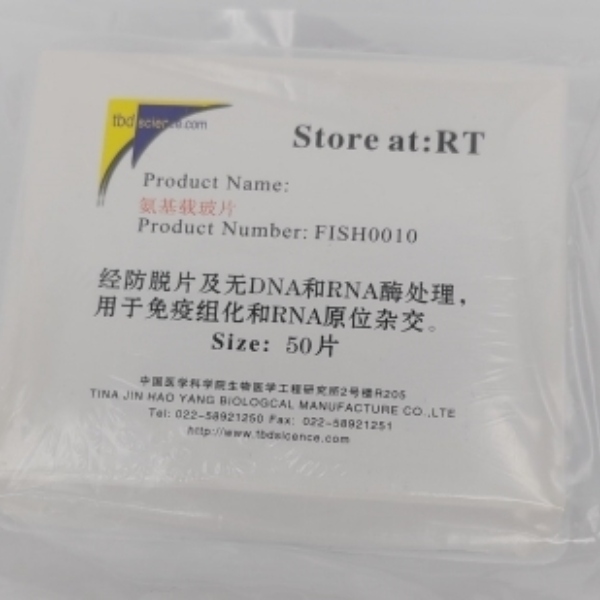 tbdscience.com
Store at:RT
Product Name:
氨基载玻片
Product Number: FISH0010
经防脱片及无DNA和RNA酶处理，
用于免疫组化和RNA原位杂交。
Size: 50片
中国医学科学院生物医学工程研究所2号楼R205
TINA JIN HAO YANG BIOLOGCAL MANUFACTURE CO.,LTE
Tel: 022-58921250 Fax: 022-58921251
http://www.tbdsicence.com